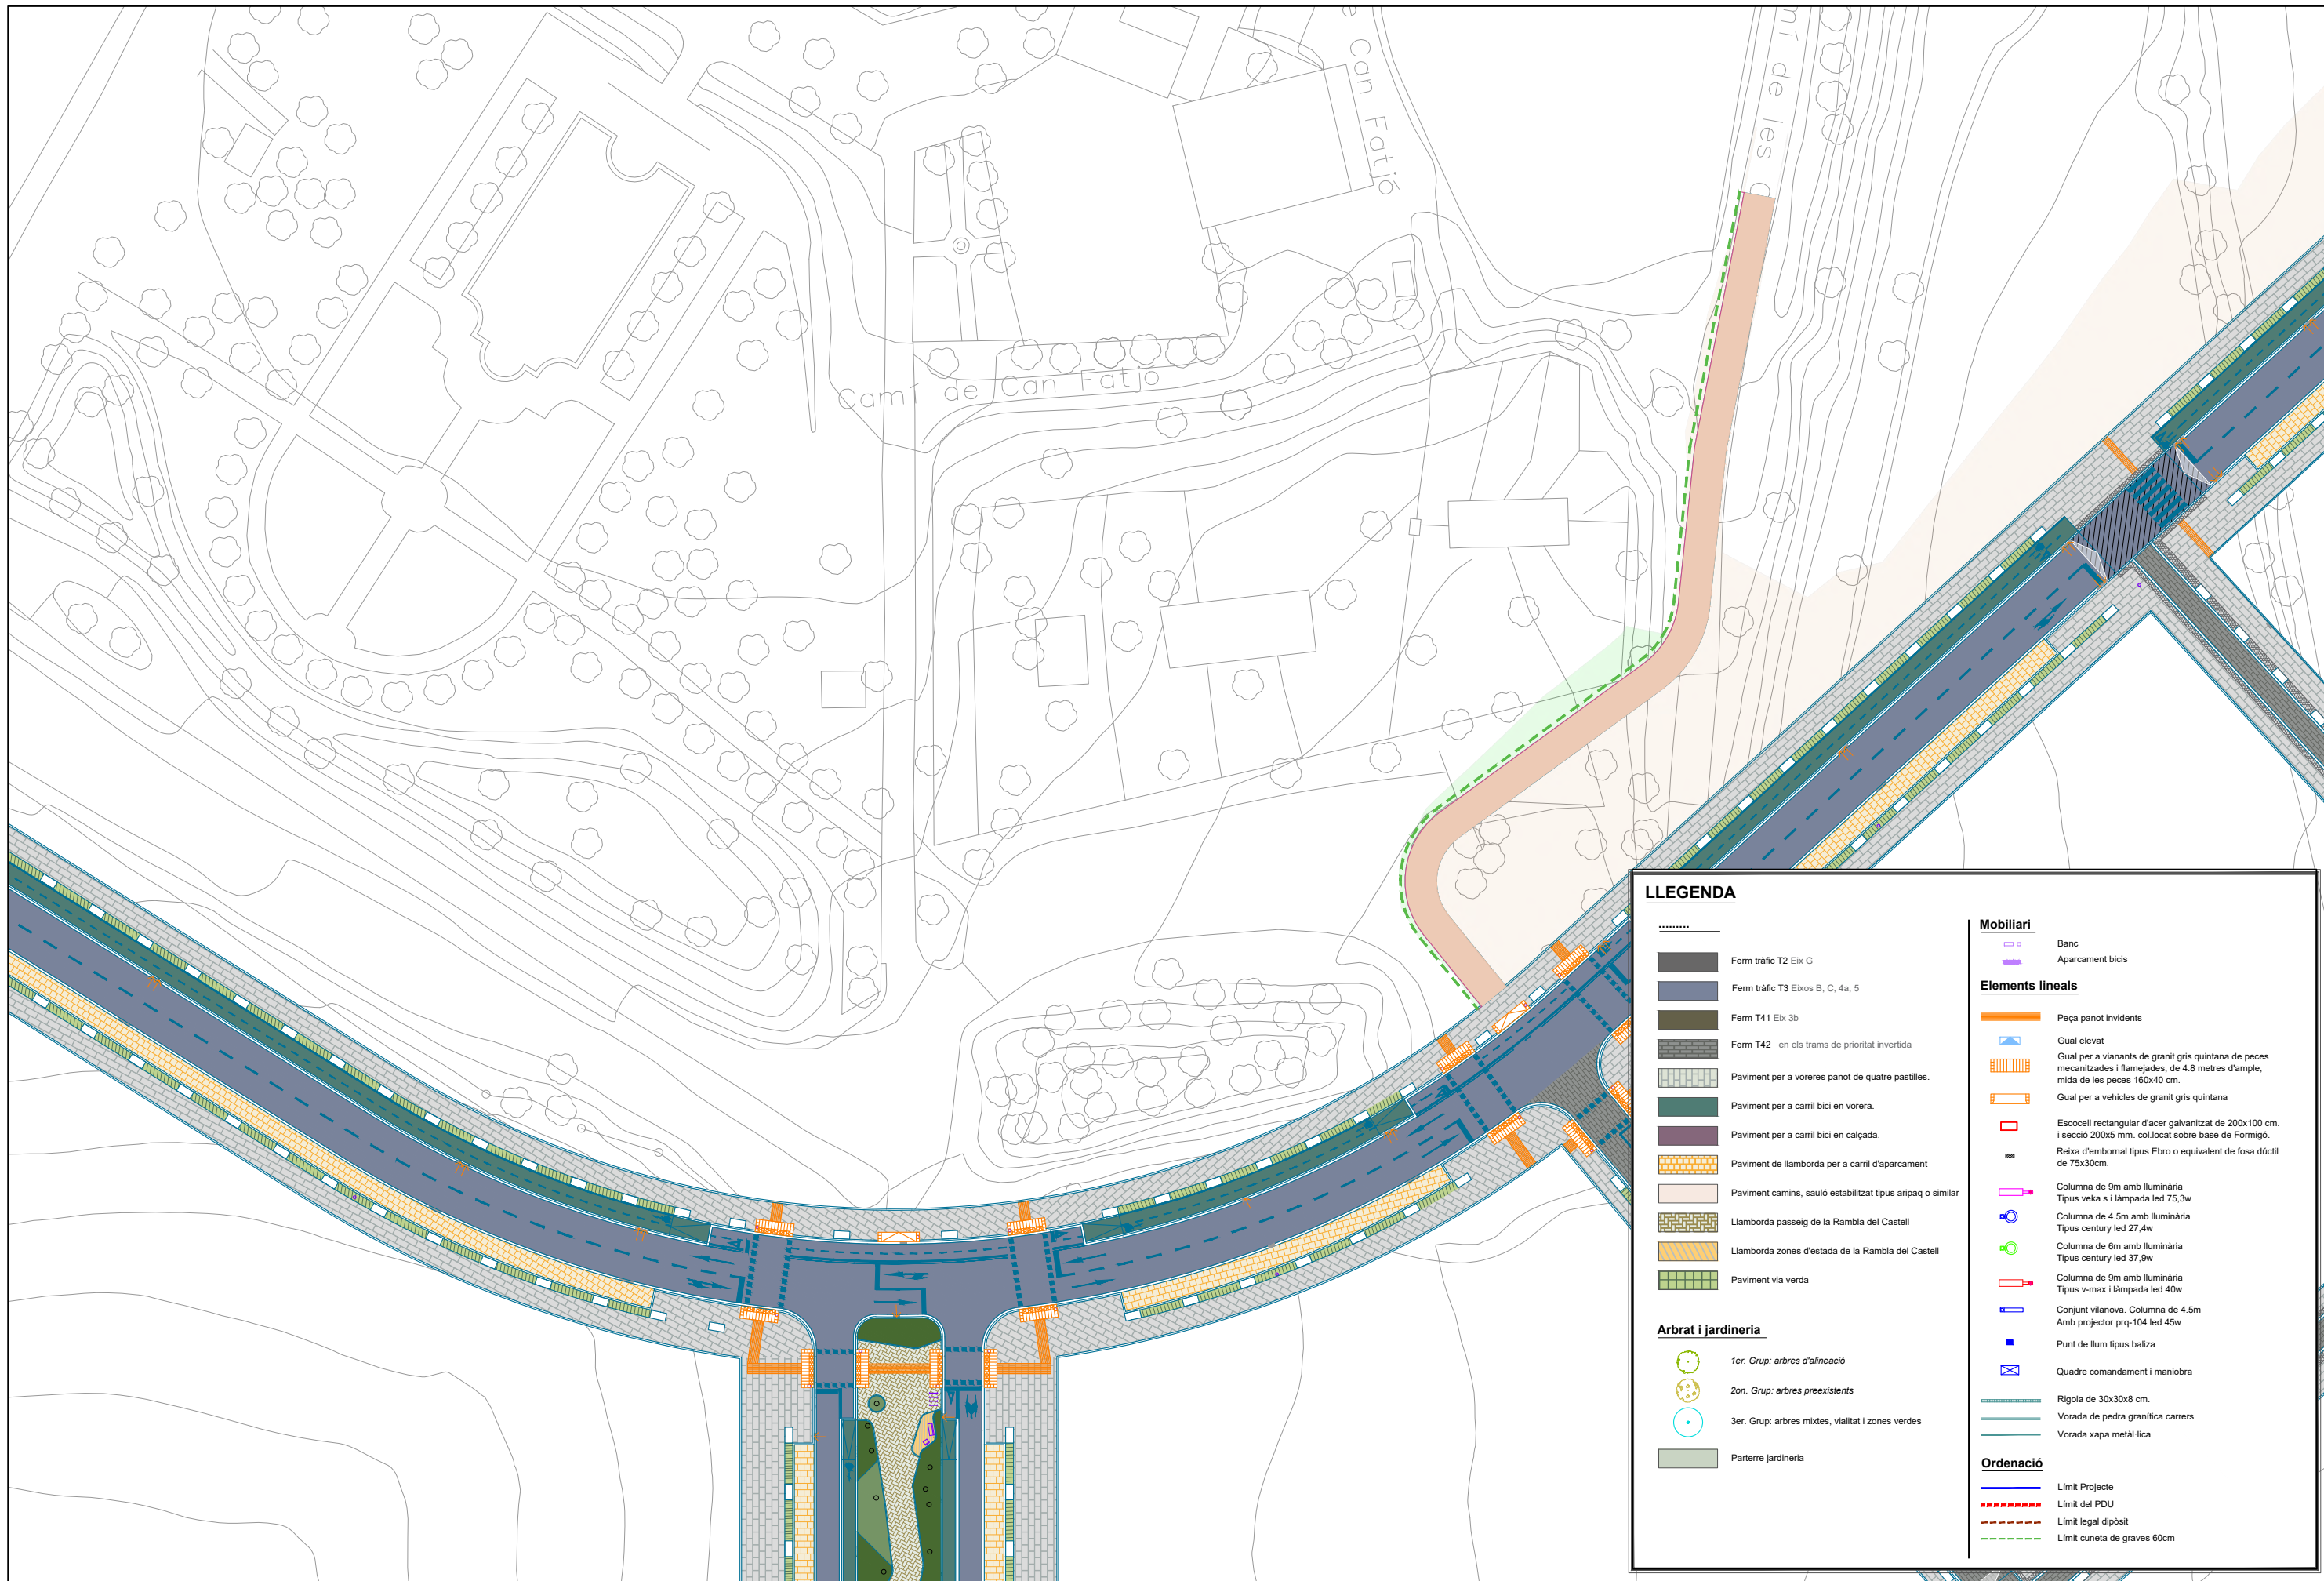 e Can Fatjó
mí de les
Camí de Can Fatjó
LLEGENDA
.........
Ferm tràfic T2 Eix G
Ferm tràfic T3 Eixos B, C, 4a, 5
Ferm T41 Eix 3b
Ferm T42 en els trams de prioritat invertida
Paviment per a voreres panot de quatre pastilles.
Paviment per a carril bici en vorera.
Paviment per a carril bici en calçada.
Paviment de llamborda per a carril d'aparcament
Paviment camins, sauló estabilitzat tipus aripaq o similar
Llamborda passeig de la Rambla del Castell
Llamborda zones d'estada de la Rambla del Castell
Paviment via verda
Arbrat i jardineria
1er. Grup: arbres d'alineació
2on. Grup: arbres preexistents
3er. Grup: arbres mixtes, vialitat i zones verdes
Parterre jardineria
Mobiliari
Banc
Aparcament bicis
Elements lineals
Peça panot invidents
Gual elevat
Gual per a vianants de granit gris quintana de peces
mecanitzades i flamejades, de 4.8 metres d'ample,
mida de les peces 160x40 cm.
Gual per a vehicles de granit gris quintana
Escocell rectangular d'acer galvanitzat de 200x100 cm.
i secció 200x5 mm. col.locat sobre base de Formigó.
Reixa d'embornal tipus Ebro o equivalent de fosa dúctil
de 75x30cm.
Columna de 9m amb lluminària
Tipus veka s i làmpada led 75,3w
Columna de 4.5m amb lluminària
Tipus century led 27,4w
Columna de 6m amb lluminària
Tipus century led 37,9w
Columna de 9m amb lluminària
Tipus v-max i làmpada led 40w
Conjunt vilanova. Columna de 4.5m
Amb projector prq-104 led 45w
Punt de llum tipus baliza
Quadre comandament i maniobra
Rigola de 30x30x8 cm.
Vorada de pedra granítica carrers
Vorada xapa metàl·lica
Ordenació
Límit Projecte
Límit del PDU
Límit legal dipòsit
Límit cuneta de graves 60cm